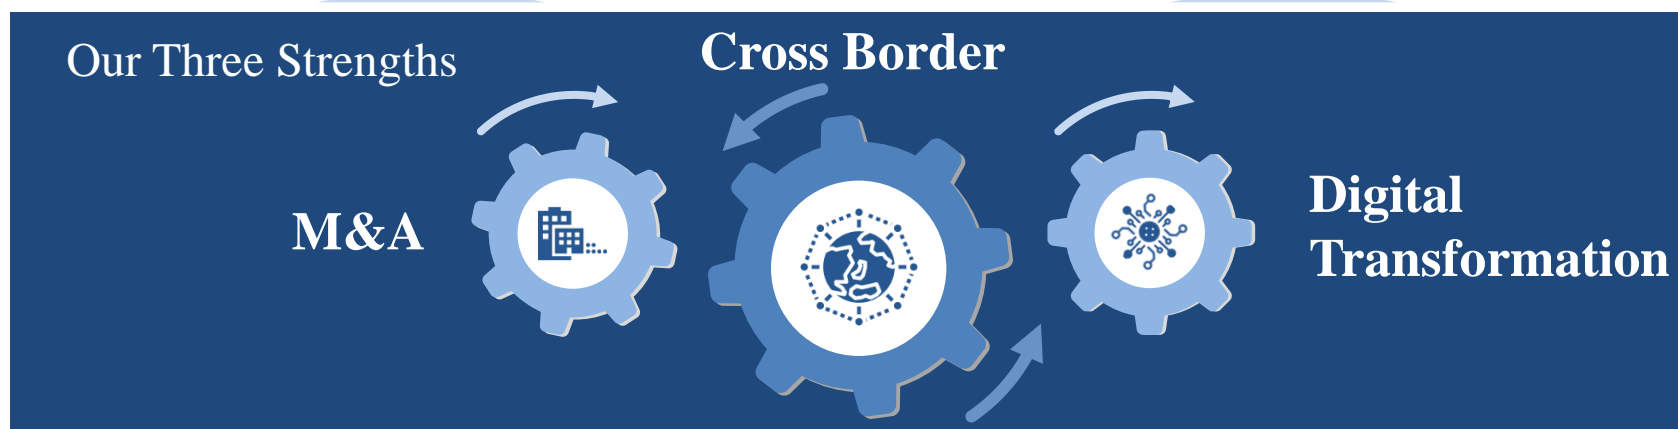 Our Three Strengths
Cross Border
M&A
Digital
Transformation